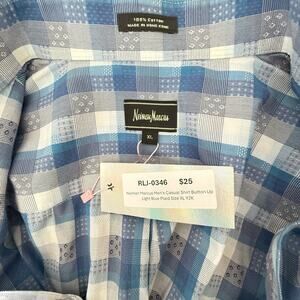 100% COTTON
MADE IN HONG KONG
Neiman Marcus
XL
RLJ-0346 $25
Neiman Marcus Men's Casual Shirt Button Up
Light Blue Plaid Size XL Y2K